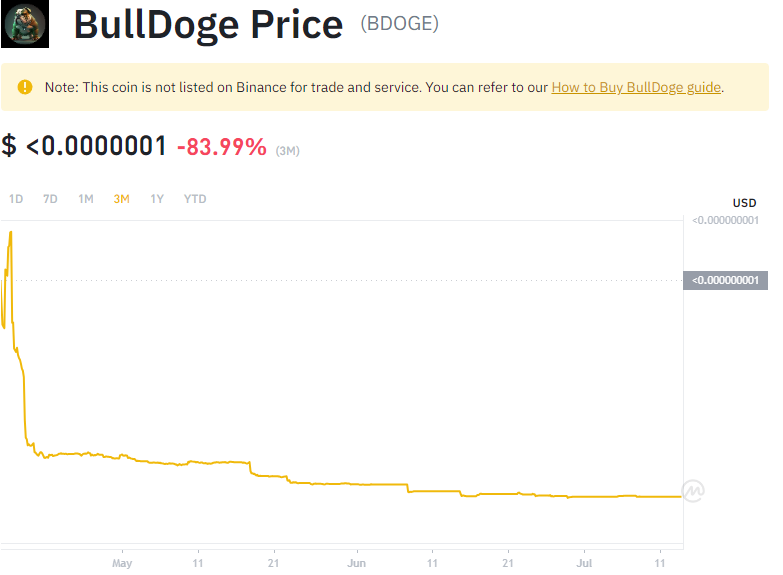 BullDoge Price (BDOGE)
Note: This coin is not listed on Binance for trade and service. You can refer to our How to Buy BullDoge guide.
$ <0.0000001 -83.99% (3M)
1D 7D 1M 3M 1Y YTD
USD
<0.000000001
<0.000000001
May 11 21 Jun 11 21 Jul 11